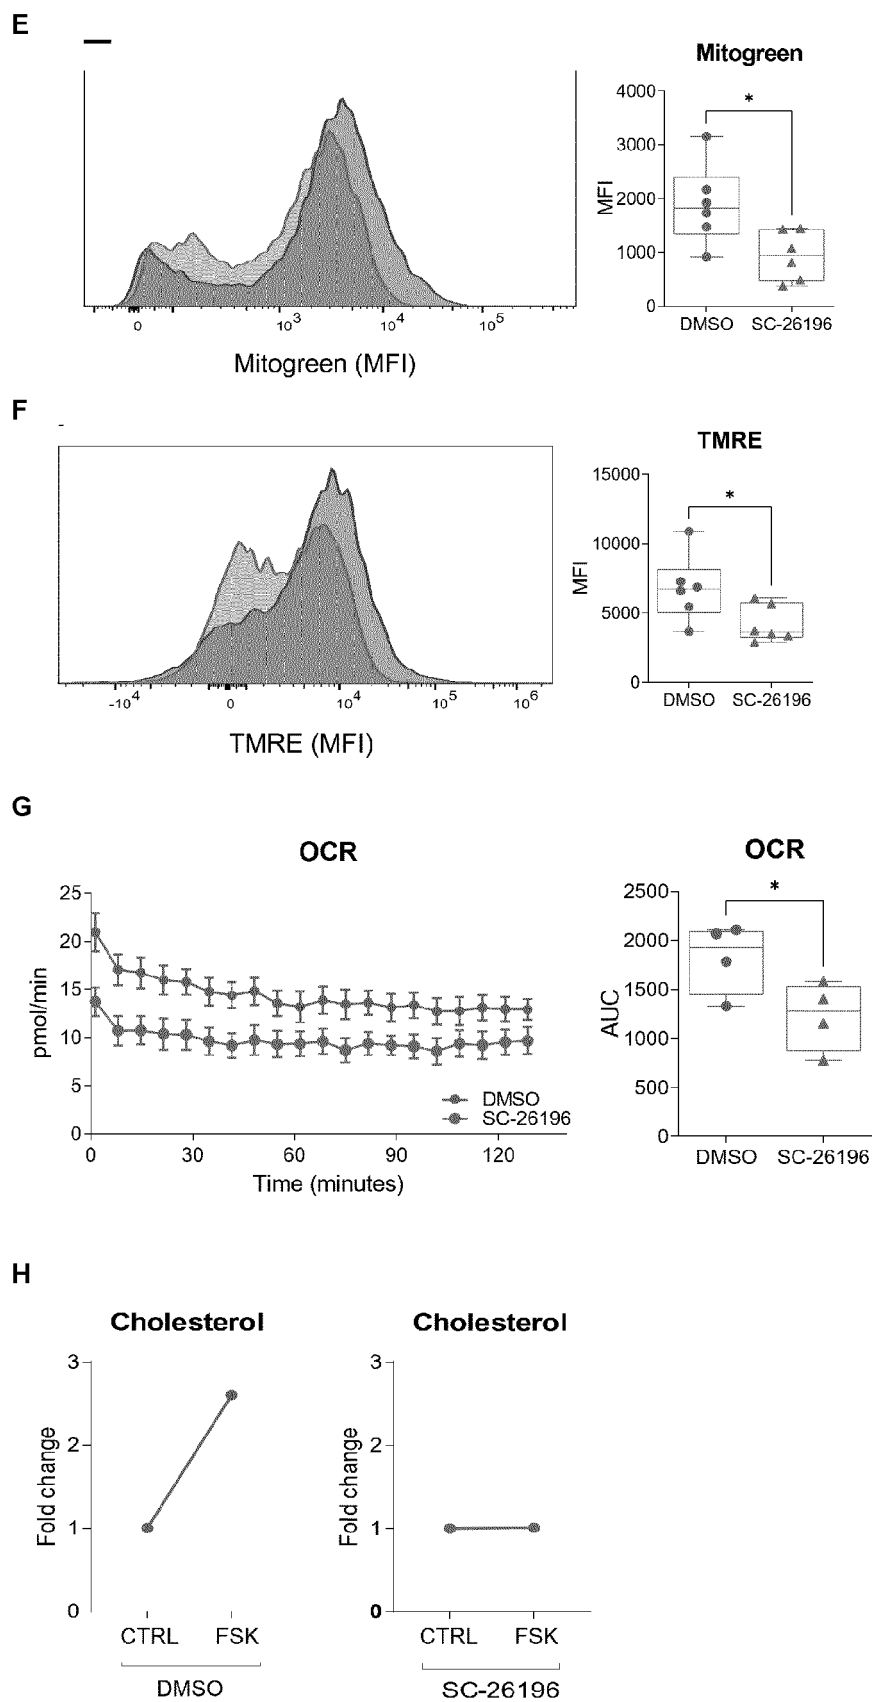 E
Mitogreen
4000
3000
2000
1000
0
MFI
*
DMSO SC-26196
0 10³ 10⁴ 10⁵
Mitogreen (MFI)
F
TMRE
15000
10000
5000
0
MFI
*
DMSO SC-26196
-10⁴ 0 10⁴ 10⁵ 10⁶
TMRE (MFI)
G
OCR
25
20
15
10
5
0
pmol/min
DMSO
SC-26196
0 30 60 90 120
Time (minutes)
OCR
2500
2000
1500
1000
500
0
AUC
*
DMSO SC-26196
H
Cholesterol
3
2
1
0
Fold change
CTRL FSK
DMSO
Cholesterol
3
2
1
0
Fold change
CTRL FSK
SC-26196